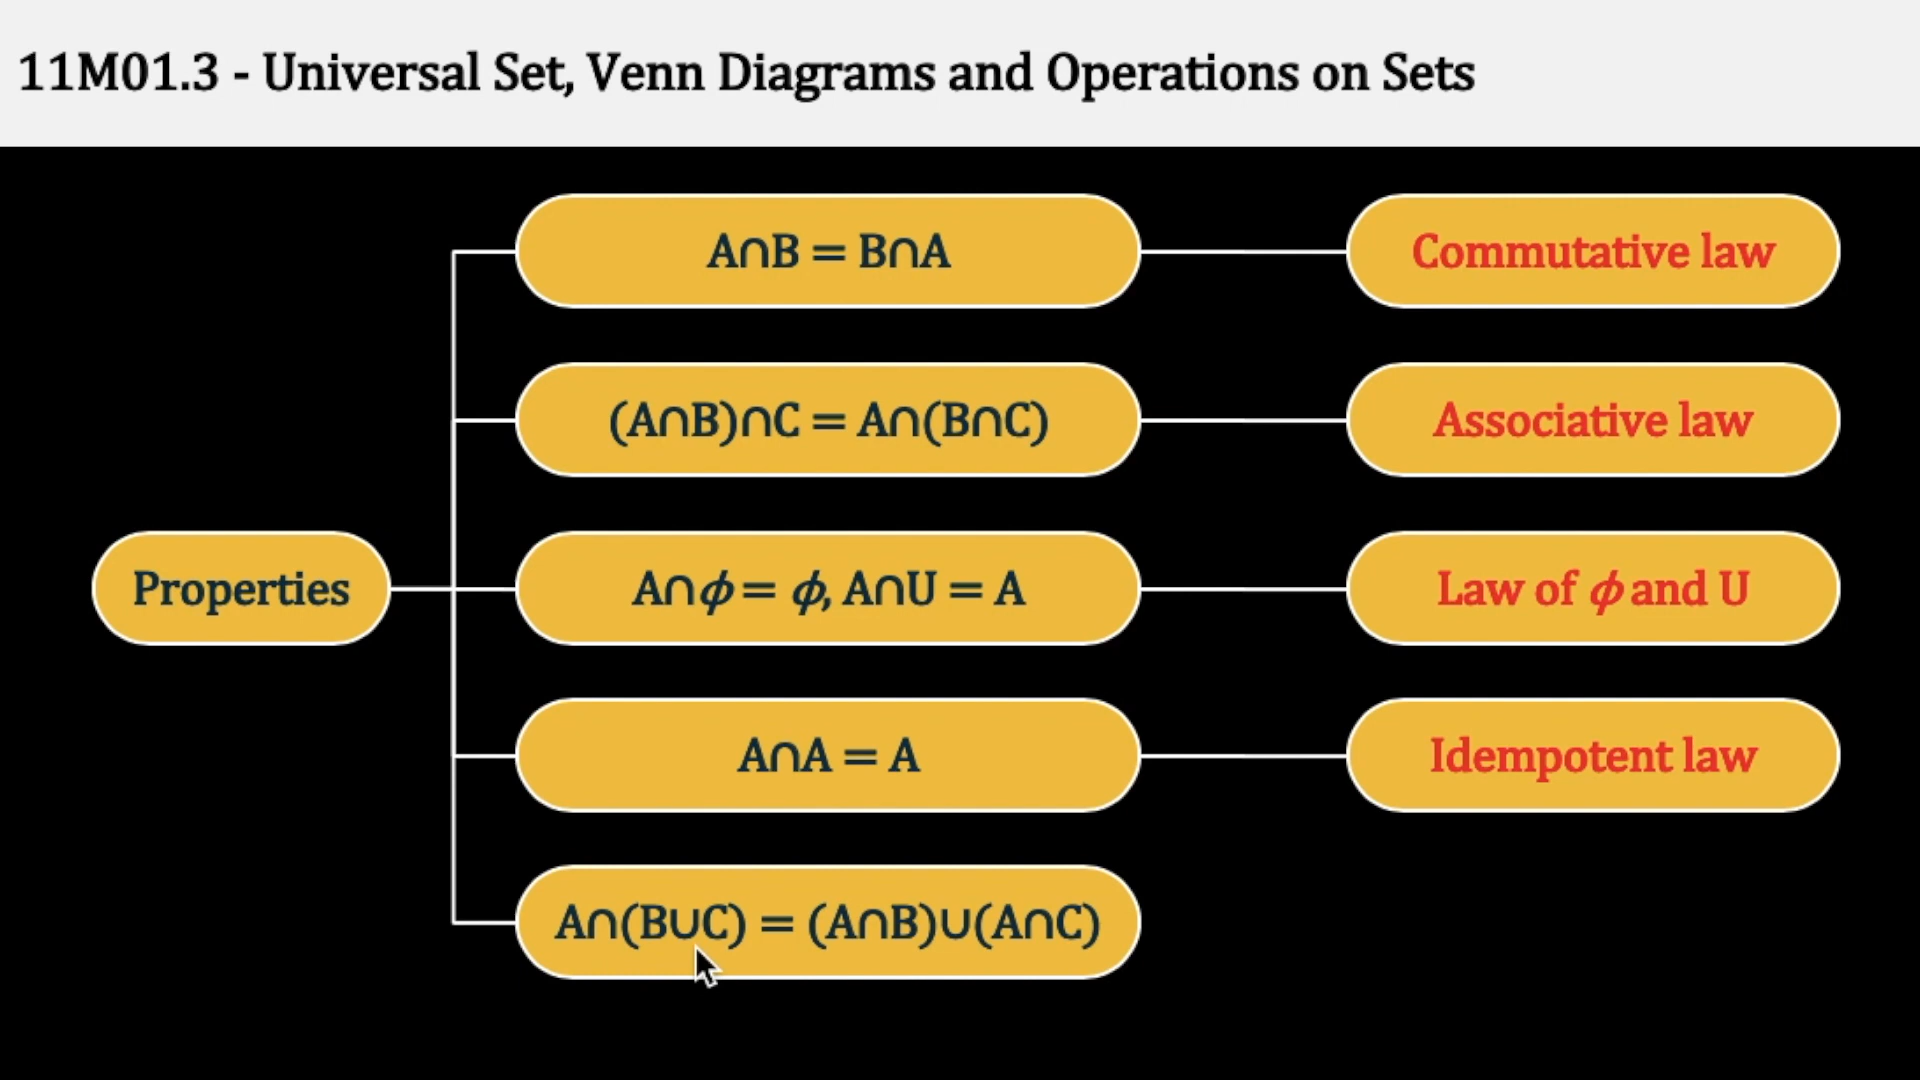 11M01.3 - Universal Set, Venn Diagrams and Operations on Sets
A∩B = B∩A
Commutative law
(A∩B)∩C = A∩(B∩C)
Associative law
Properties
A∩ϕ = ϕ, A∩U = A
Law of ϕ and U
A∩A = A
Idempotent law
A∩(B∪C) = (A∩B)∪(A∩C)